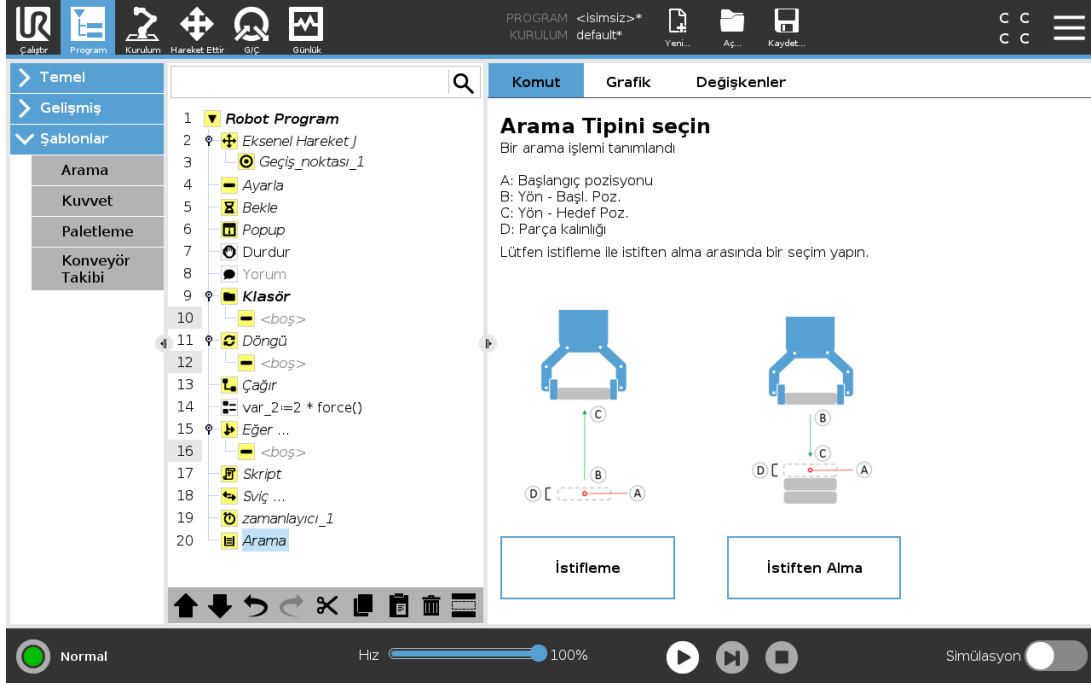 UR
Çalıştır
Program
Kurulum
Hareket Ettir
G/Ç
Günlük
PROGRAM <isimsiz>*
KURULUM default*
Yeni...
Aç...
Kaydet...
C C
C C
Temel
Gelişmiş
Şablonlar
Arama
Kuvvet
Paletleme
Konveyör
Takibi
1 Robot Program
2 Eksenel Hareket J
3 Geçiş_noktası_1
4 Ayarla
5 Bekle
6 Popup
7 Durdur
8 Yorum
9 Klasör
10 <boş>
11 Döngü
12 <boş>
13 Çağır
14 var_2:=2 * force()
15 Eğer ...
16 <boş>
17 Skript
18 Sviç ...
19 zamanlayıcı_1
20 Arama
Komut
Grafik
Değişkenler
Arama Tipini seçin
Bir arama işlemi tanımlandı
A: Başlangıç pozisyonu
B: Yön - Başl. Poz.
C: Yön - Hedef Poz.
D: Parça kalınlığı
Lütfen istifleme ile istiften alma arasında bir seçim yapın.
C
B
D
A
B
C
D
A
İstifleme
İstiften Alma
Normal
Hız
100%
Simülasyon